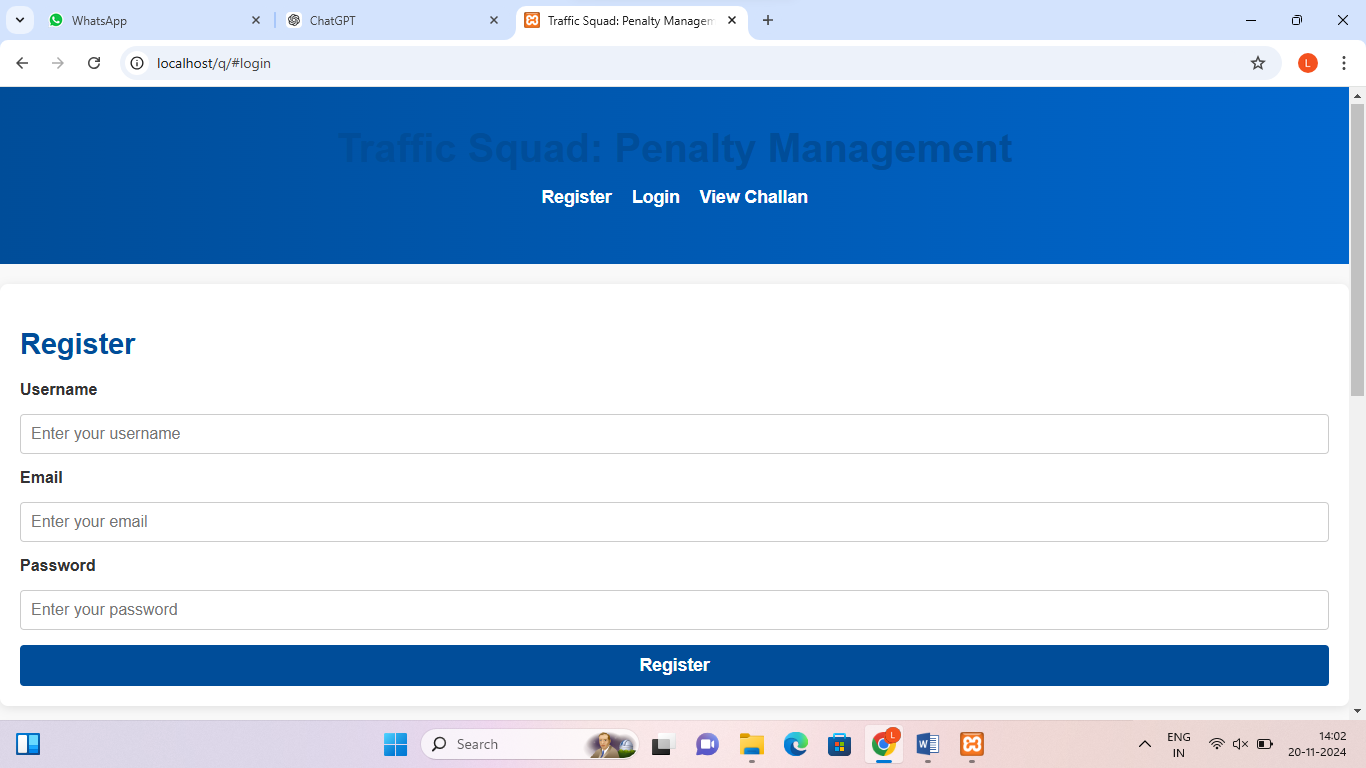 WhatsApp
ChatGPT
Traffic Squad: Penalty Managem
localhost/q/#login
L
Traffic Squad: Penalty Management
Register Login View Challan
Register
Username
Enter your username
Email
Enter your email
Password
Enter your password
Register
Search
L
ENG
IN
14:02
20-11-2024